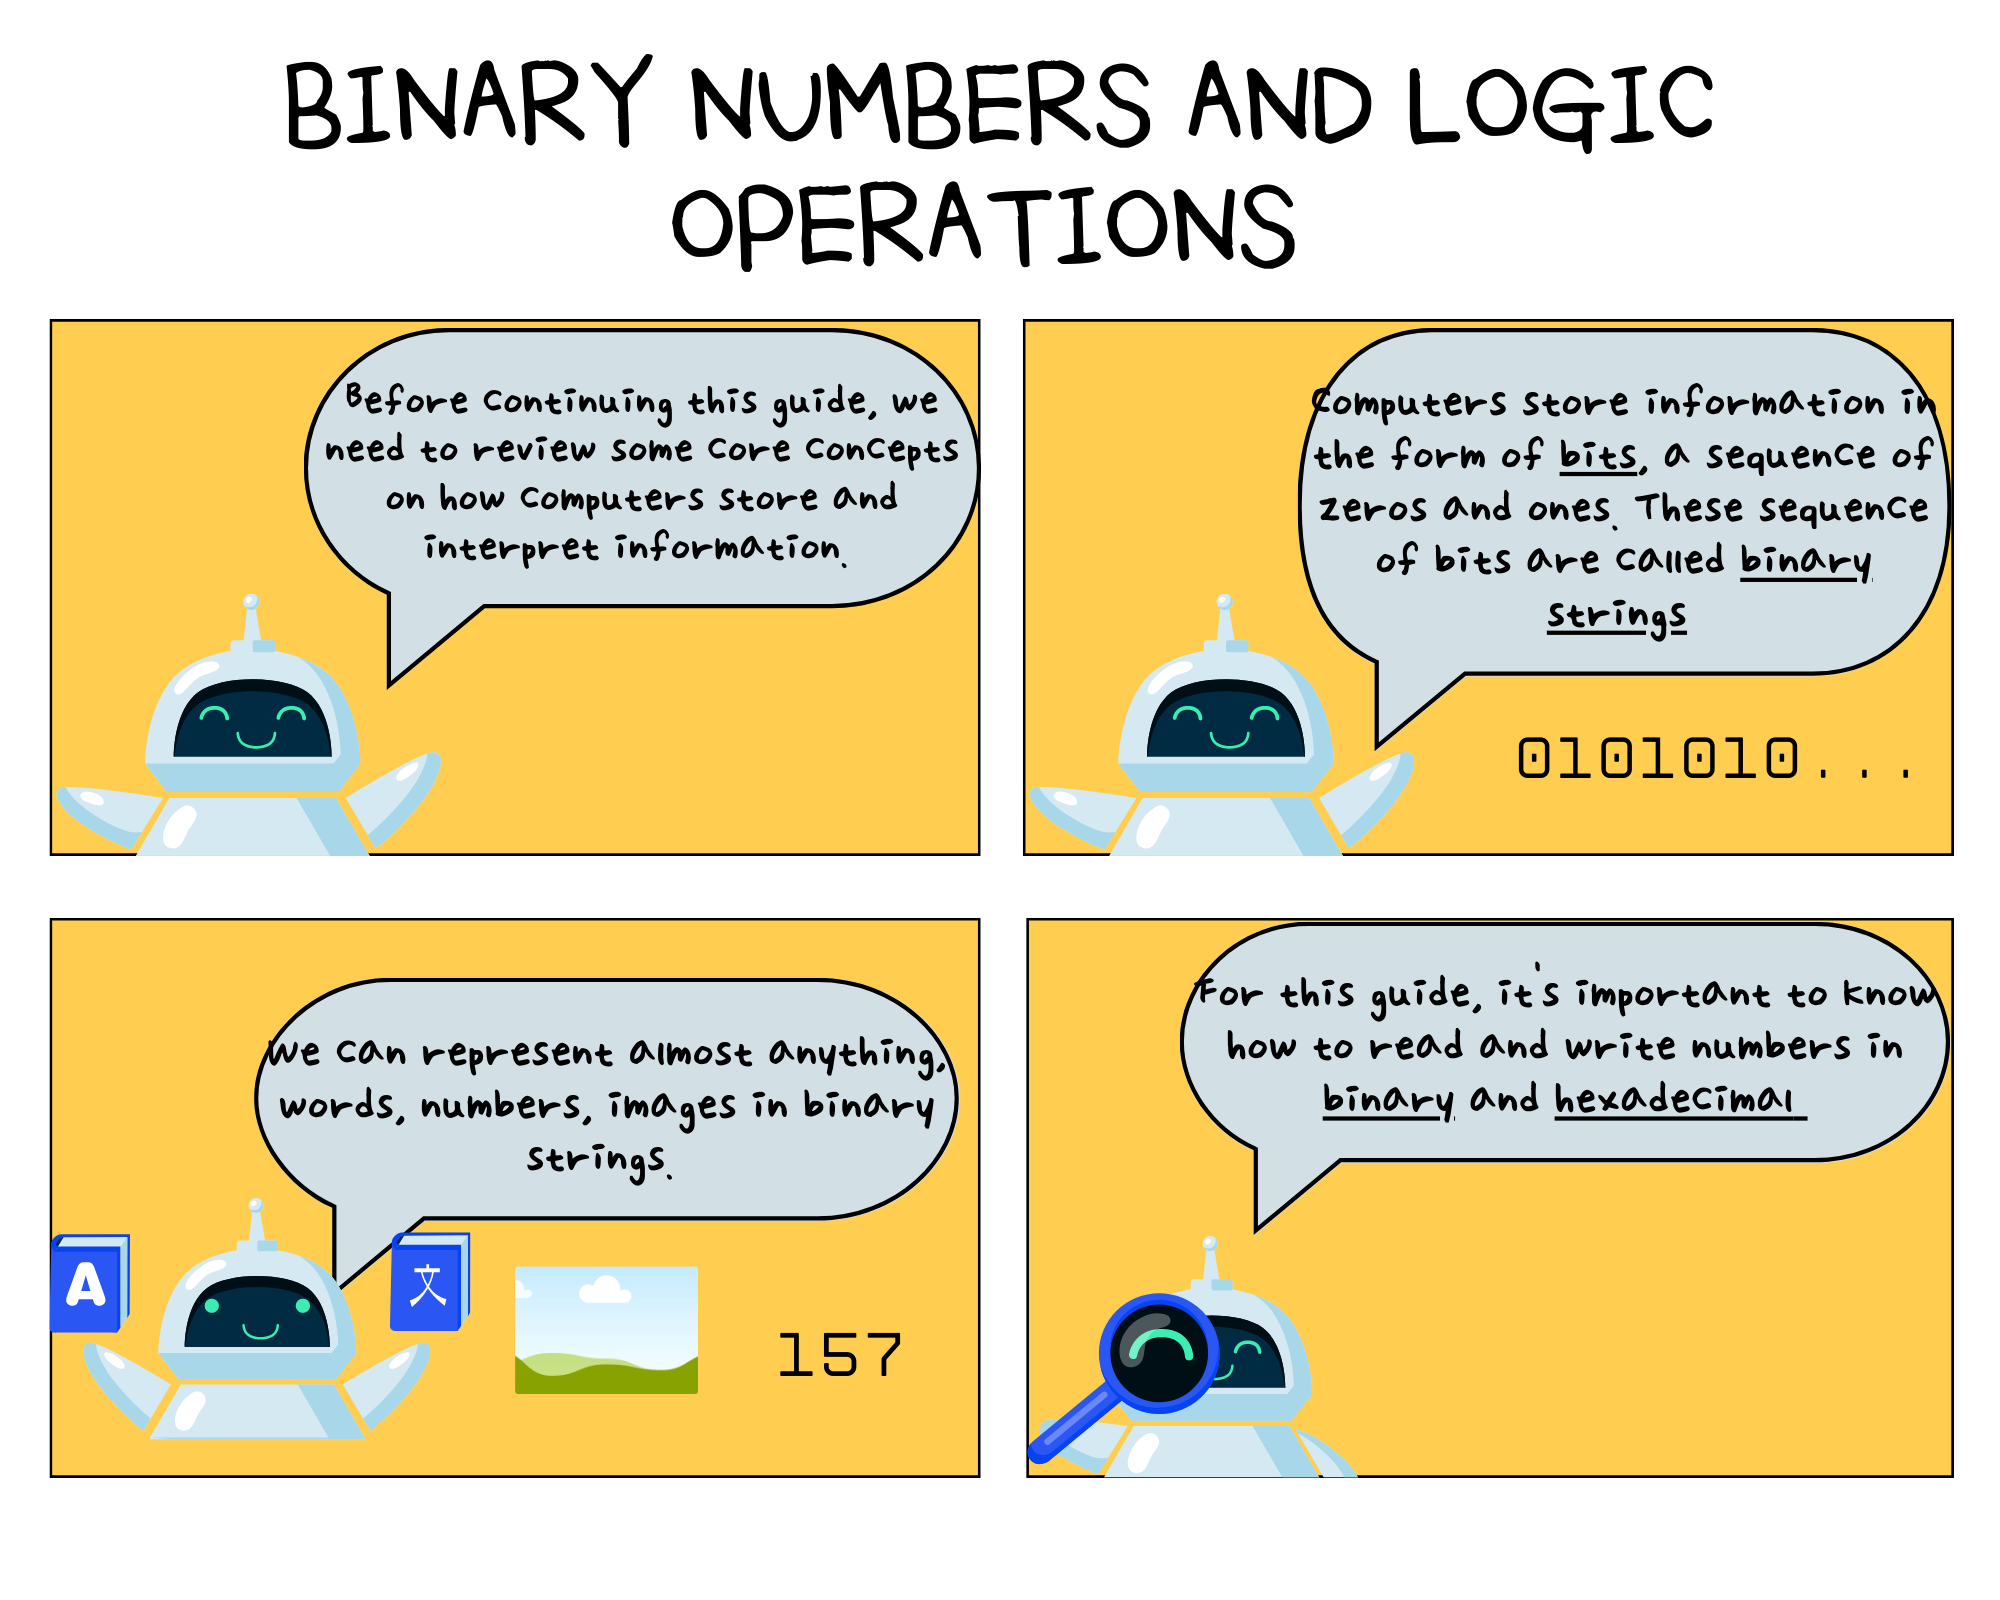 BINARY NUMBERS AND LOGIC
OPERATIONS
Before continuing this guide, we
need to review some core concepts
on how computers store and
interpret information.
Computers store information in
the form of bits, a sequence of
zeros and ones. These sequence
of bits are called binary
strings
0101010...
We can represent almost anything,
words, numbers, images in binary
strings.
A
文
157
For this guide, it's important to know
how to read and write numbers in
binary and hexadecimal